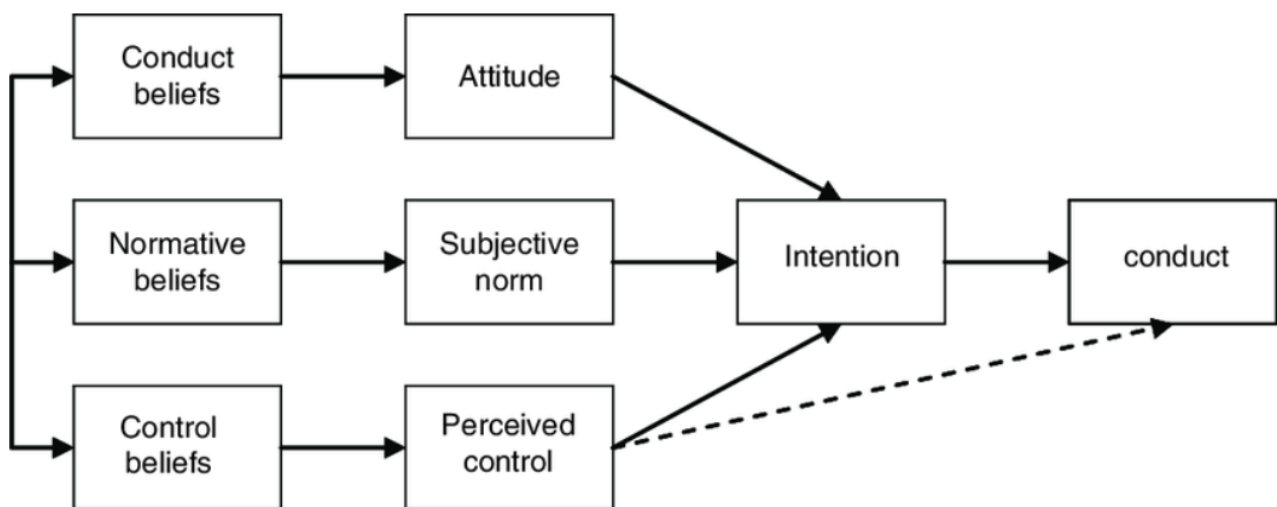 Conduct
beliefs
Attitude
Normative
beliefs
Subjective
norm
Intention
conduct
Control
beliefs
Perceived
control